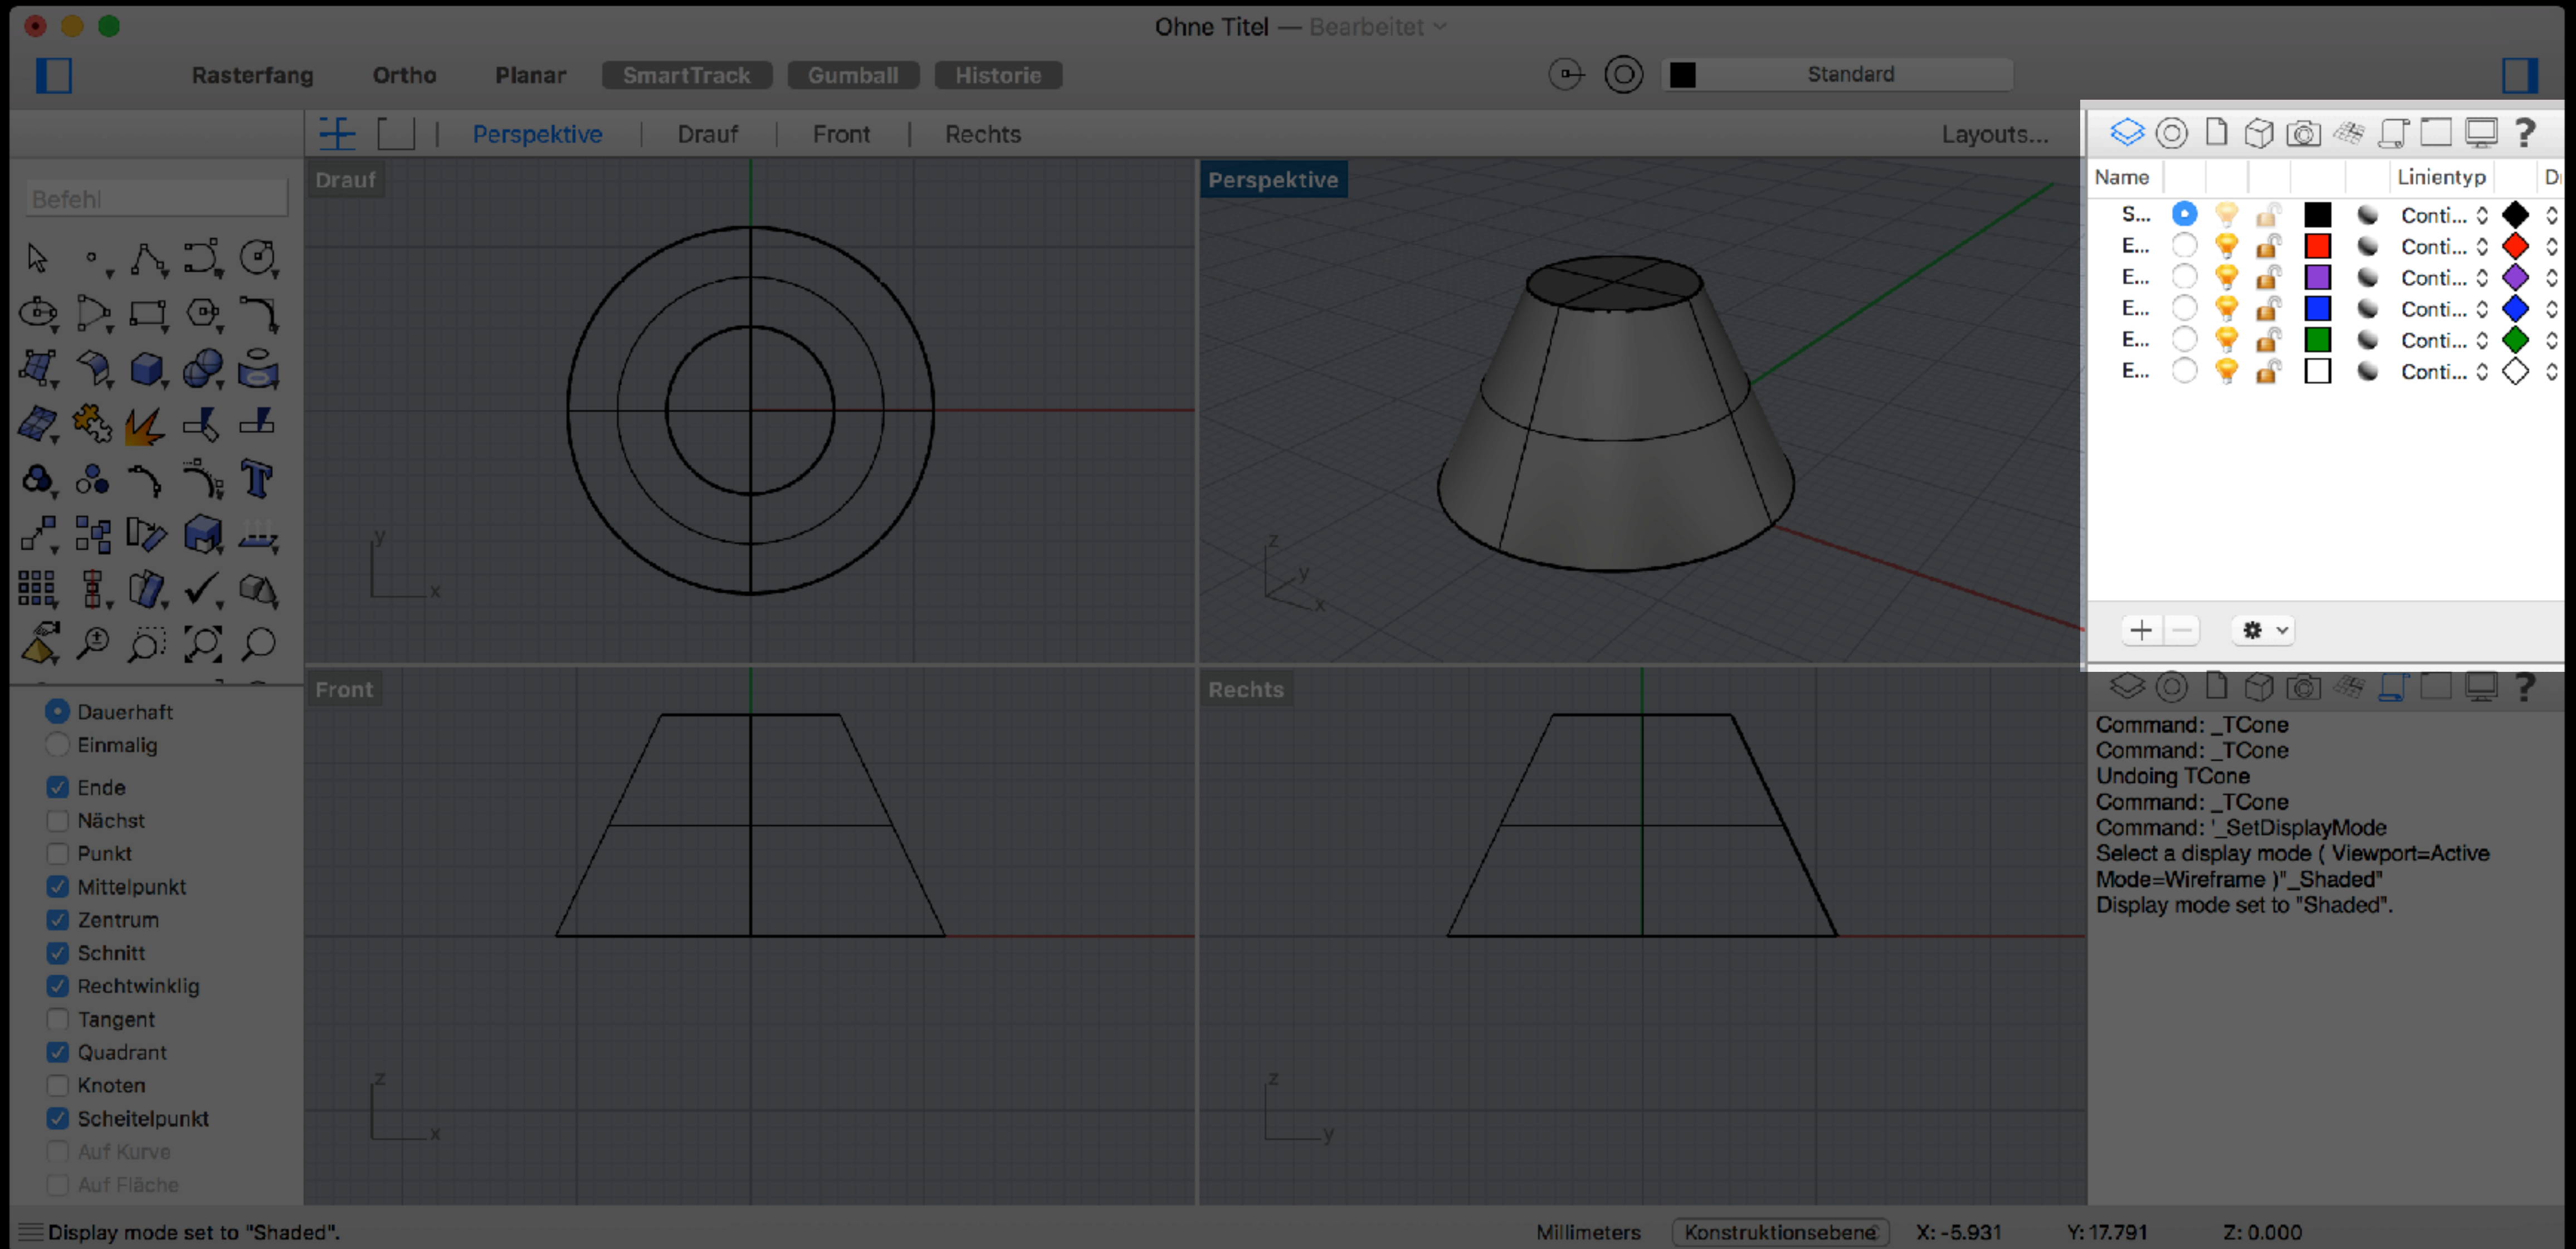 Ohne Titel — Bearbeitet
Rasterfang Ortho Planar SmartTrack Gumball Historie Standard
Perspektive Drauf Front Rechts Layouts...
Befehl
Drauf
y
x
Perspektive
z
y
x
Name Linientyp D
S... Conti...
E... Conti...
E... Conti...
E... Conti...
E... Conti...
E... Conti...
Dauerhaft
Einmalig
Ende
Nächst
Punkt
Mittelpunkt
Zentrum
Schnitt
Rechtwinklig
Tangent
Quadrant
Knoten
Scheitelpunkt
Auf Kurve
Auf Fläche
Front
z
x
Rechts
z
y
Command: _TCone
Command: _TCone
Undoing TCone
Command: _TCone
Command: '_SetDisplayMode
Select a display mode ( Viewport=Active
Mode=Wireframe )"_Shaded"
Display mode set to "Shaded".
Display mode set to "Shaded". Millimeters Konstruktionsebene X: -5.931 Y: 17.791 Z: 0.000